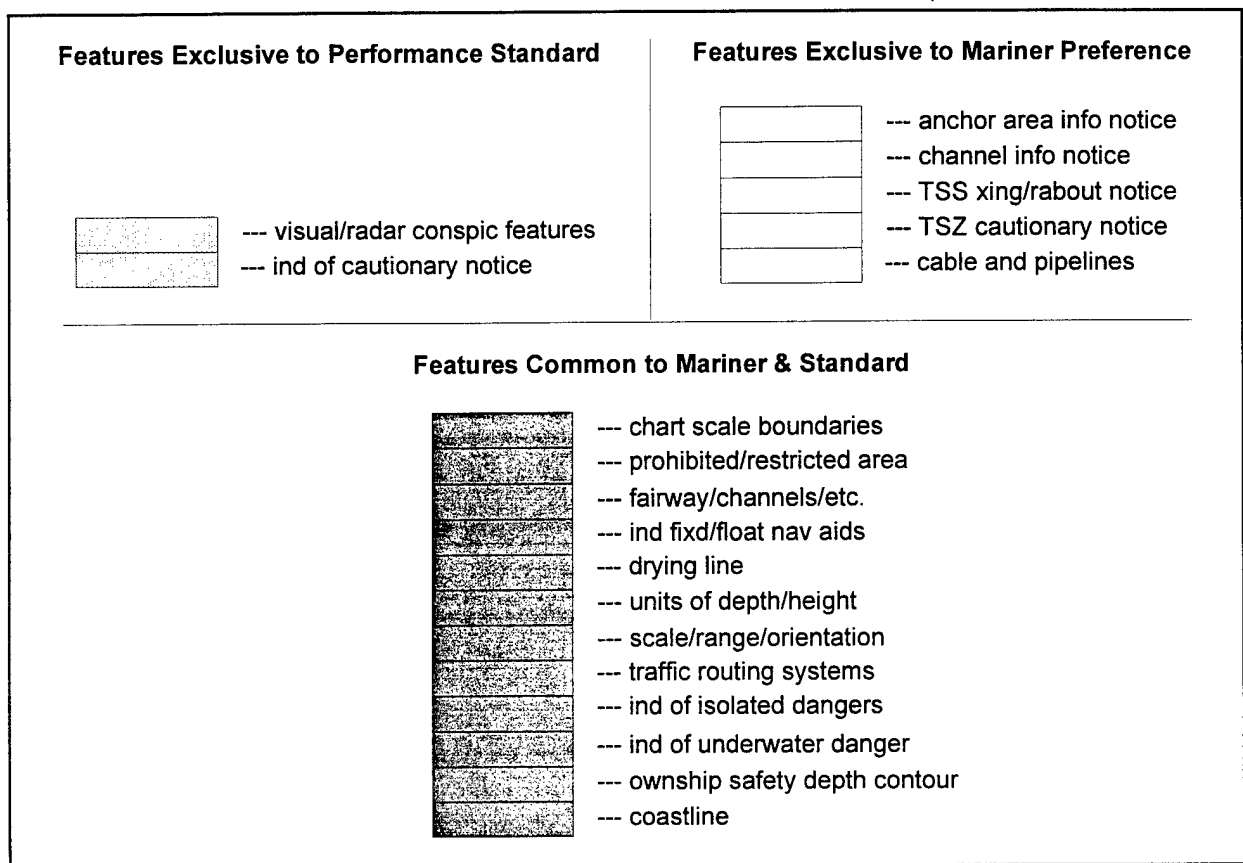 Features Exclusive to Performance Standard
--- visual/radar conspic features
--- ind of cautionary notice
Features Exclusive to Mariner Preference
--- anchor area info notice
--- channel info notice
--- TSS xing/rabout notice
--- TSZ cautionary notice
--- cable and pipelines
Features Common to Mariner & Standard
--- chart scale boundaries
--- prohibited/restricted area
--- fairway/channels/etc.
--- ind fixd/float nav aids
--- drying line
--- units of depth/height
--- scale/range/orientation
--- traffic routing systems
--- ind of isolated dangers
--- ind of underwater danger
--- ownship safety depth contour
--- coastline